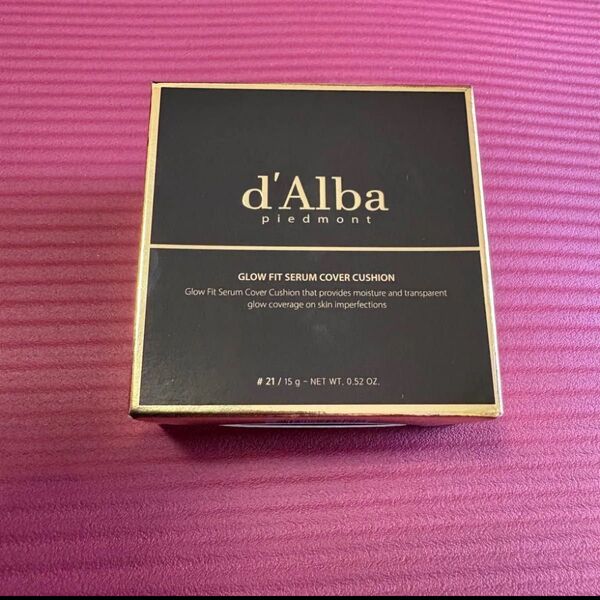 d'Alba
piedmont
GLOW FIT SERUM COVER CUSHION
Glow Fit Serum Cover Cushion that provides moisture and transparent
glow coverage on skin imperfections
# 21 / 15 g ~ NET WT. 0.52 OZ.